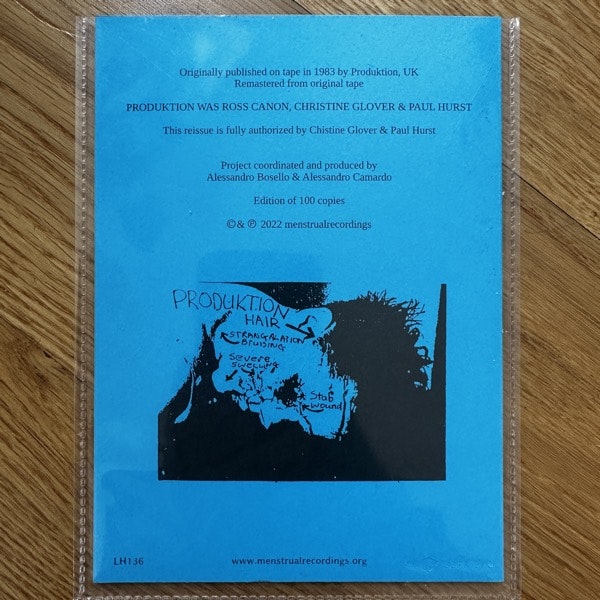 Originally published on tape in 1983 by Produktion, UK
Remastered from original tape
PRODUKTION WAS ROSS CANON, CHRISTINE GLOVER & PAUL HURST
This reissue is fully authorized by Chistine Glover & Paul Hurst
Project coordinated and produced by
Alessandro Bosello & Alessandro Camardo
Edition of 100 copies
©& ℗ 2022 menstrualrecordings
PRODUKTION
HAIR
STRANGALATION
BRUISING
Severe
swelling
Stab
wound
LH136
www.menstrualrecordings.org